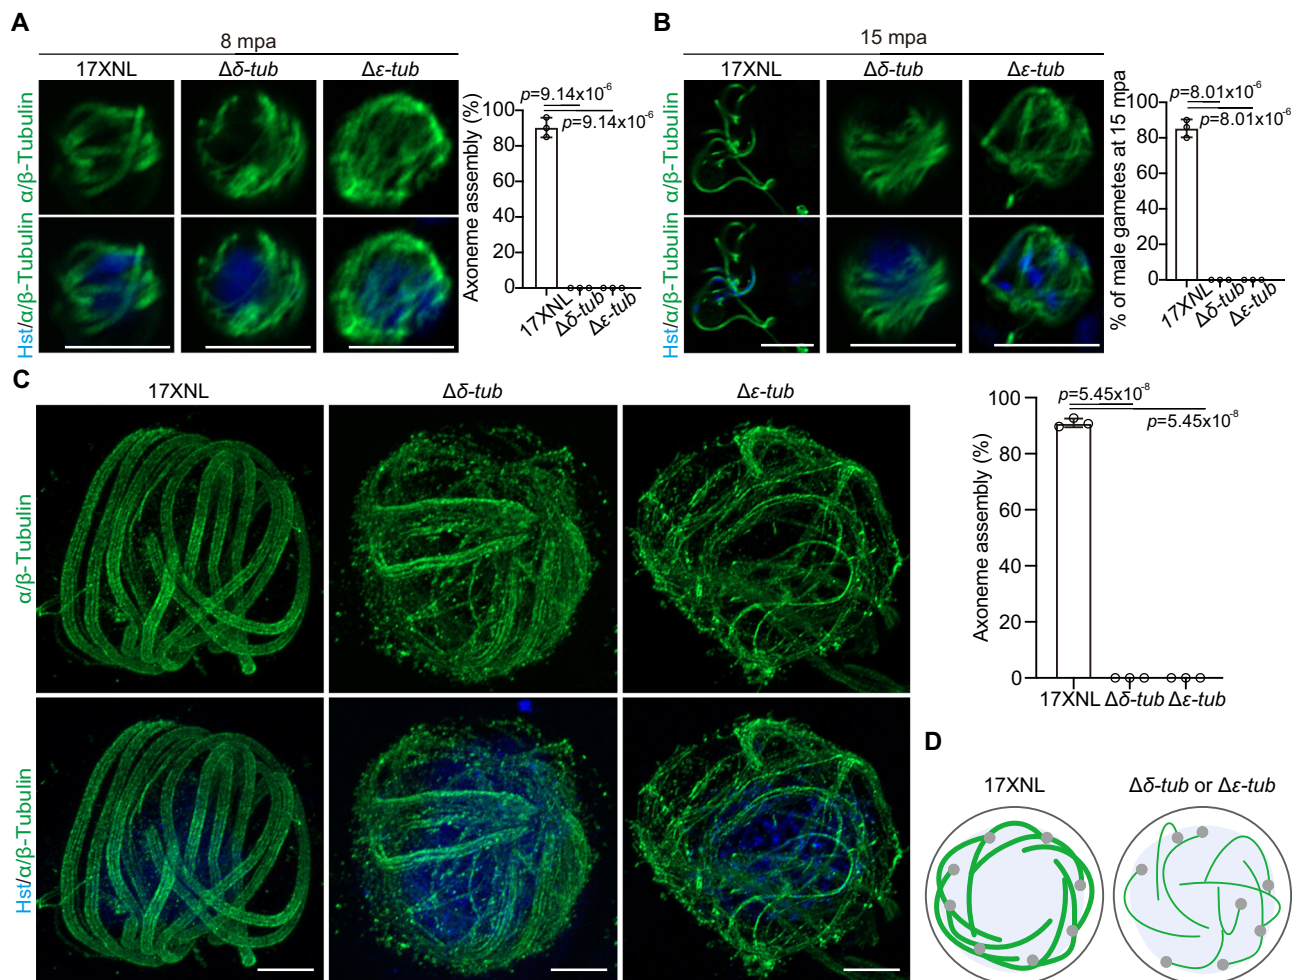 A
8 mpa
17XNL
Δδ-tub
Δε-tub
α/β-Tubulin
Hst/α/β-Tubulin
Axoneme assembly (%)
100
80
60
40
20
0
p=9.14x10⁻⁶
p=9.14x10⁻⁶
17XNL
Δδ-tub
Δε-tub
B
15 mpa
17XNL
Δδ-tub
Δε-tub
α/β-Tubulin
Hst/α/β-Tubulin
% of male gametes at 15 mpa
100
80
60
40
20
0
p=8.01x10⁻⁶
p=8.01x10⁻⁶
17XNL
Δδ-tub
Δε-tub
C
17XNL
Δδ-tub
Δε-tub
α/β-Tubulin
Hst/α/β-Tubulin
Axoneme assembly (%)
100
80
60
40
20
0
p=5.45x10⁻⁸
p=5.45x10⁻⁸
17XNL Δδ-tub Δε-tub
D
17XNL
Δδ-tub or Δε-tub